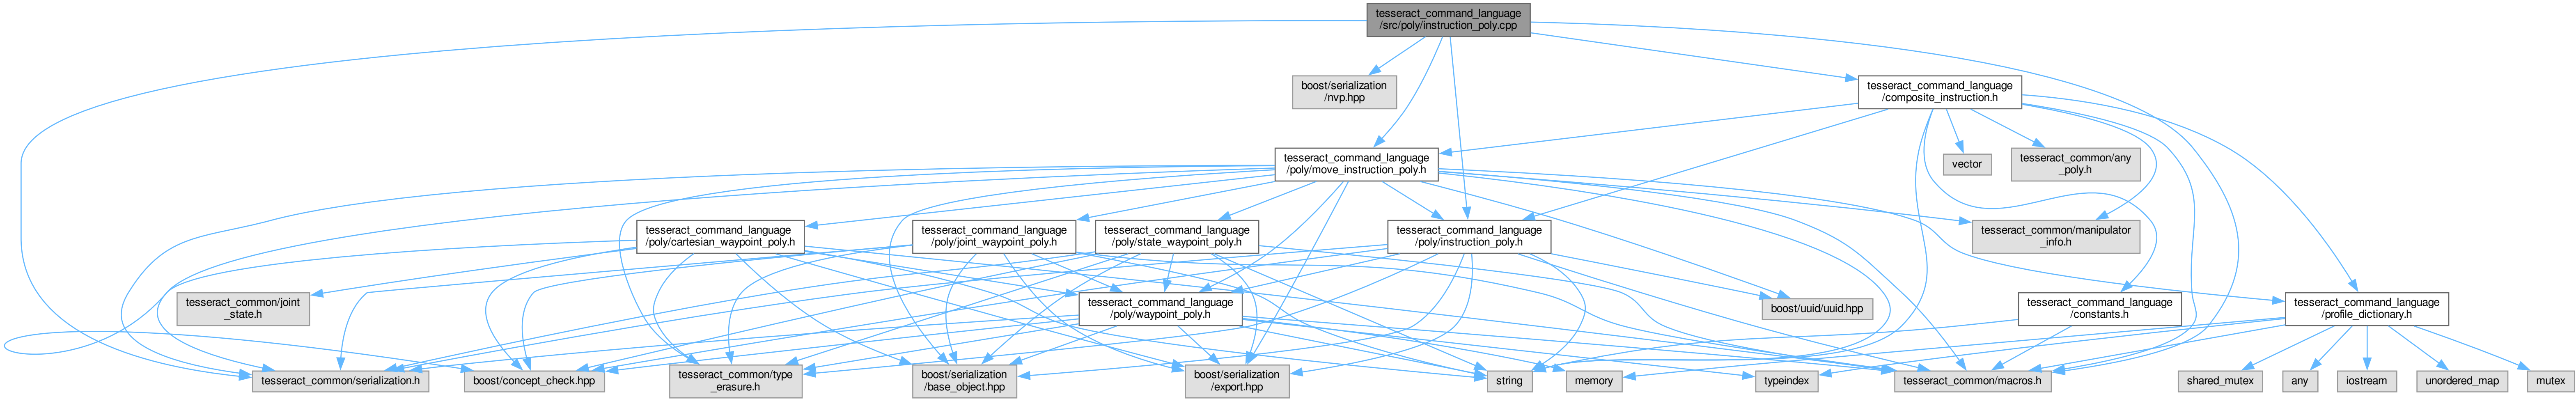 tesseract_command_language
/src/poly/instruction_poly.cpp
boost/serialization
/nvp.hpp
tesseract_command_language
/composite_instruction.h
tesseract_command_language
/poly/move_instruction_poly.h
vector
tesseract_common/any
_poly.h
tesseract_command_language
/poly/cartesian_waypoint_poly.h
tesseract_command_language
/poly/joint_waypoint_poly.h
tesseract_command_language
/poly/state_waypoint_poly.h
tesseract_command_language
/poly/instruction_poly.h
tesseract_common/manipulator
_info.h
tesseract_common/joint
_state.h
tesseract_command_language
/poly/waypoint_poly.h
boost/uuid/uuid.hpp
tesseract_command_language
/constants.h
tesseract_command_language
/profile_dictionary.h
tesseract_common/serialization.h
boost/concept_check.hpp
tesseract_common/type
_erasure.h
boost/serialization
/base_object.hpp
boost/serialization
/export.hpp
string
memory
typeindex
tesseract_common/macros.h
shared_mutex
any
iostream
unordered_map
mutex